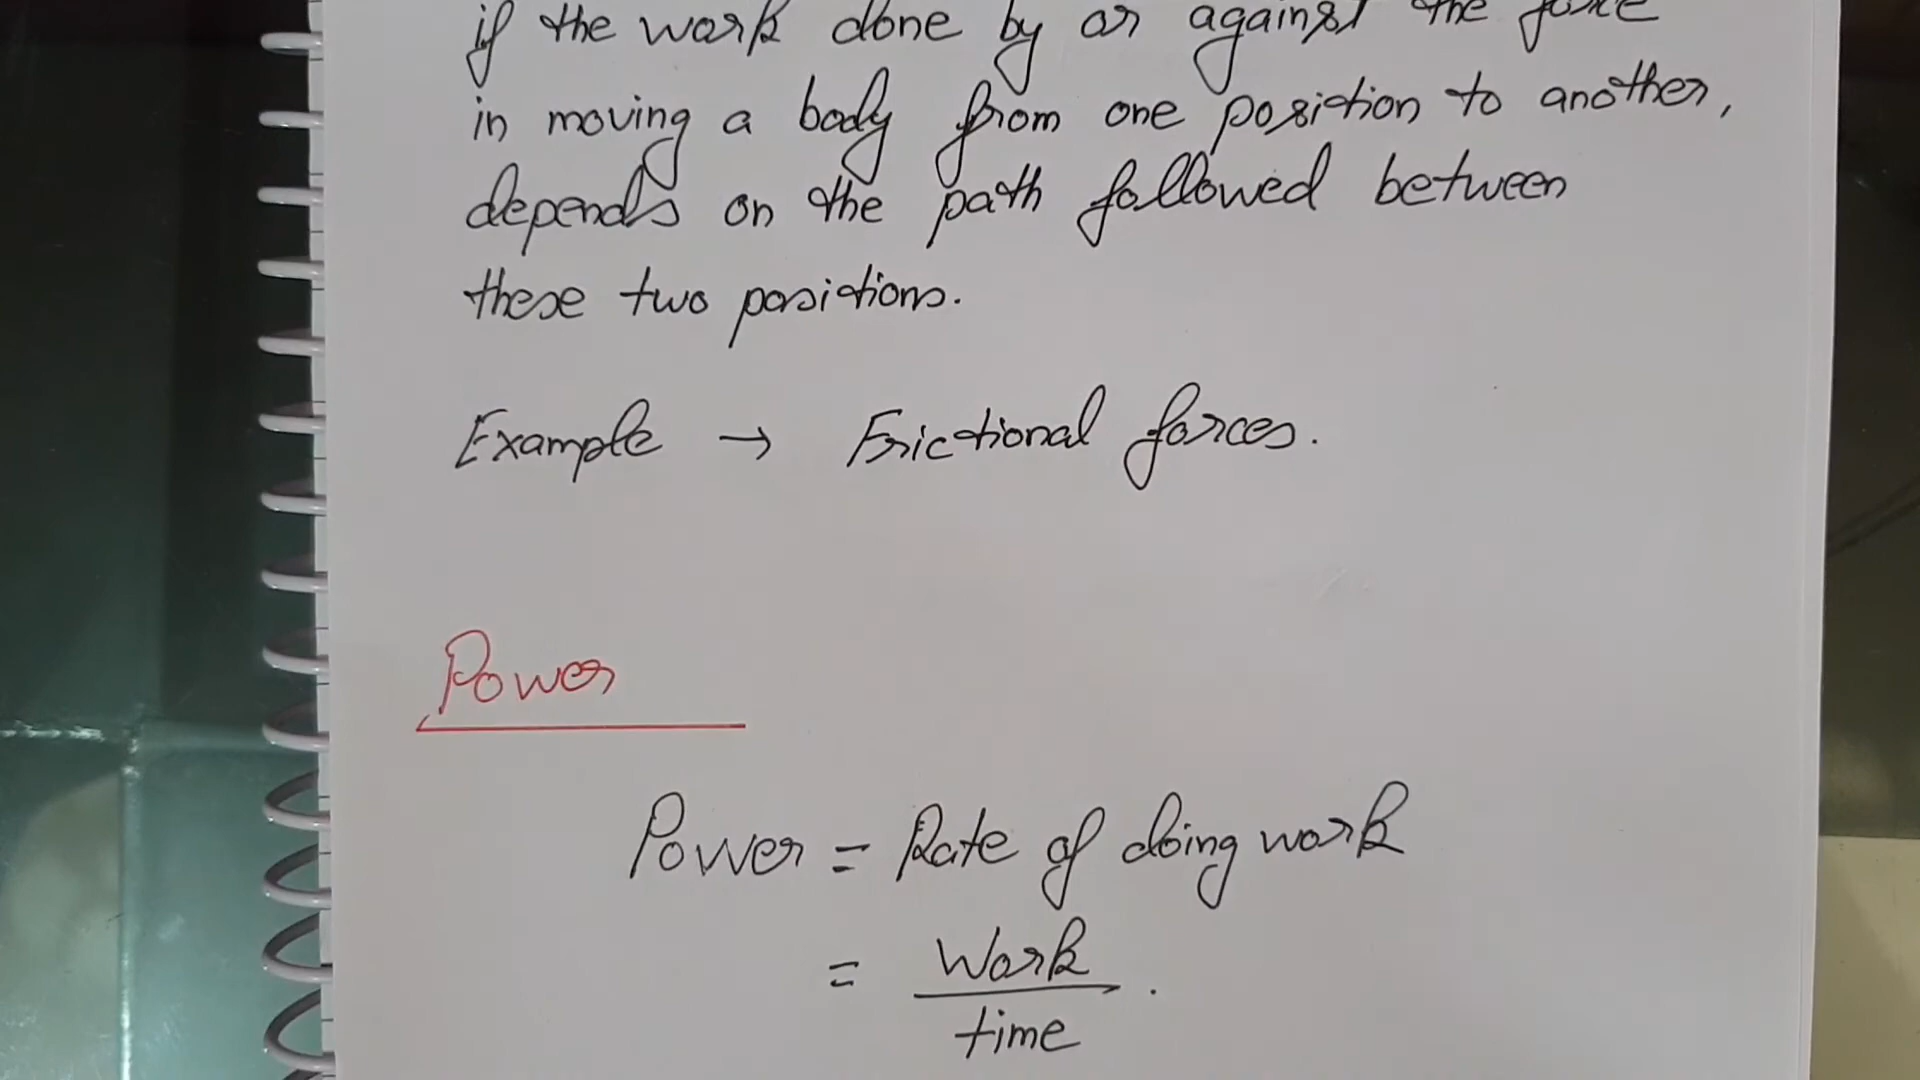 if the work done by or against the force
in moving a body from one position to another,
depends on the path followed between
these two positions.
Example → Frictional forces.
Power
Power = Rate of doing work
= Work
time .